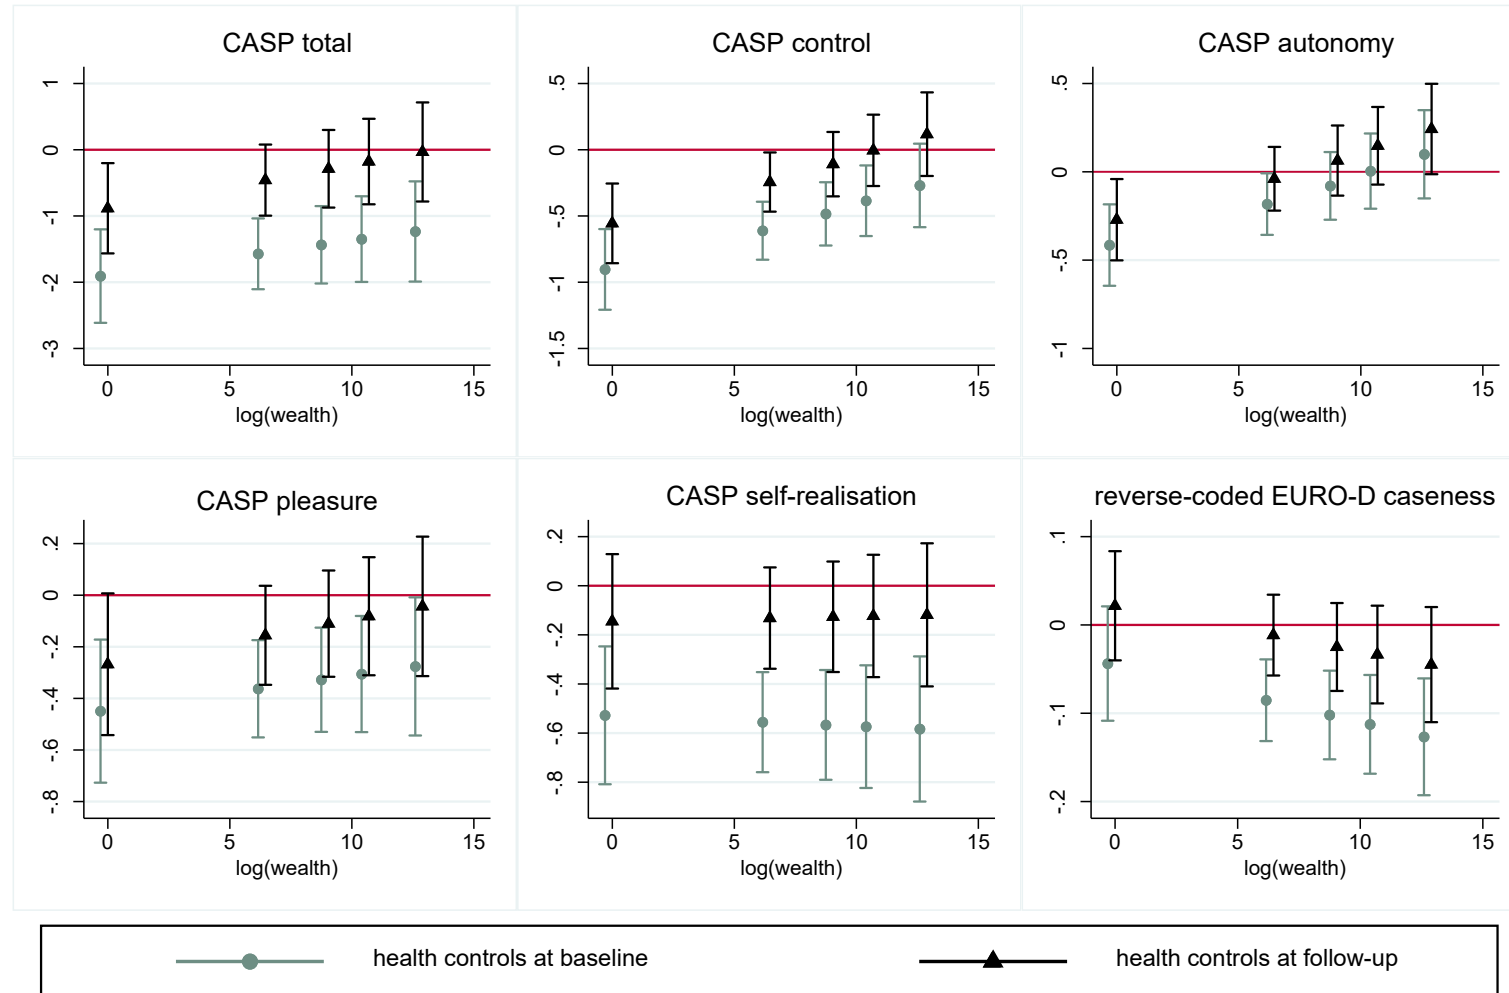 CASP total
1
0
-1
-2
-3
0 5 10 15
log(wealth)
CASP control
.5
0
-.5
-1
-1.5
0 5 10 15
log(wealth)
CASP autonomy
.5
0
-.5
-1
0 5 10 15
log(wealth)
CASP pleasure
.2
0
-.2
-.4
-.6
-.8
0 5 10 15
log(wealth)
CASP self-realisation
.2
0
-.2
-.4
-.6
-.8
0 5 10 15
log(wealth)
reverse-coded EURO-D caseness
.1
0
-.1
-.2
0 5 10 15
log(wealth)
health controls at baseline health controls at follow-up